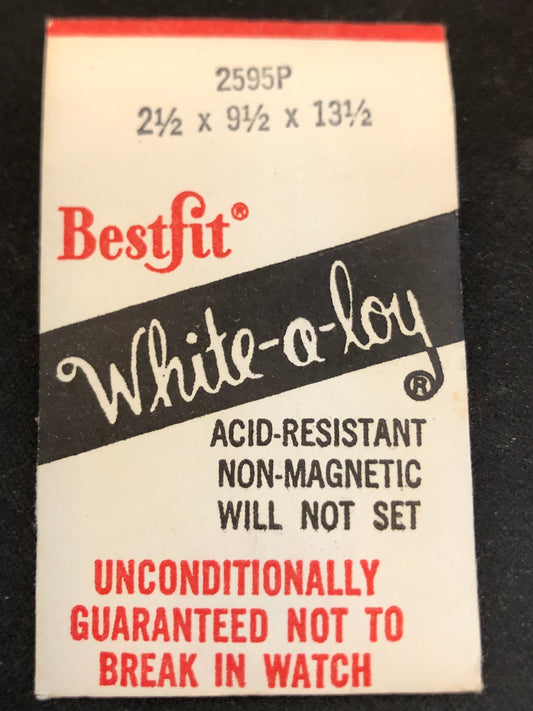 2595P
2½ x 9½ x 13½
Bestfit®
White-a-loy
®
ACID-RESISTANT
NON-MAGNETIC
WILL NOT SET
UNCONDITIONALLY
GUARANTEED NOT TO
BREAK IN WATCH